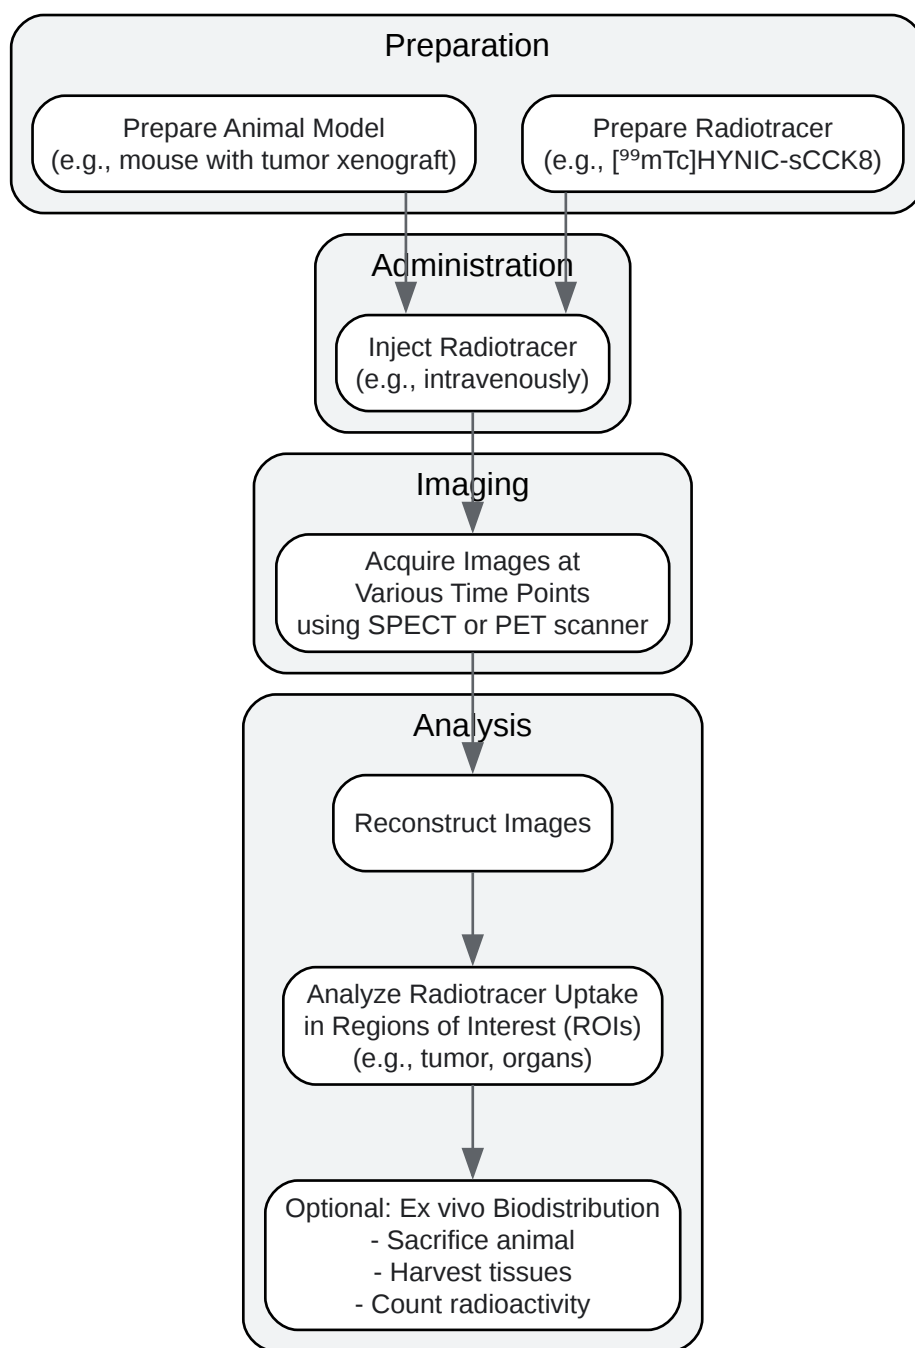 Preparation
Prepare Animal Model
(e.g., mouse with tumor xenograft)
Prepare Radiotracer
(e.g., [⁹⁹mTc]HYNIC-sCCK8)
Administration
Inject Radiotracer
(e.g., intravenously)
Imaging
Acquire Images at
Various Time Points
using SPECT or PET scanner
Analysis
Reconstruct Images
Analyze Radiotracer Uptake
in Regions of Interest (ROIs)
(e.g., tumor, organs)
Optional: Ex vivo Biodistribution
- Sacrifice animal
- Harvest tissues
- Count radioactivity